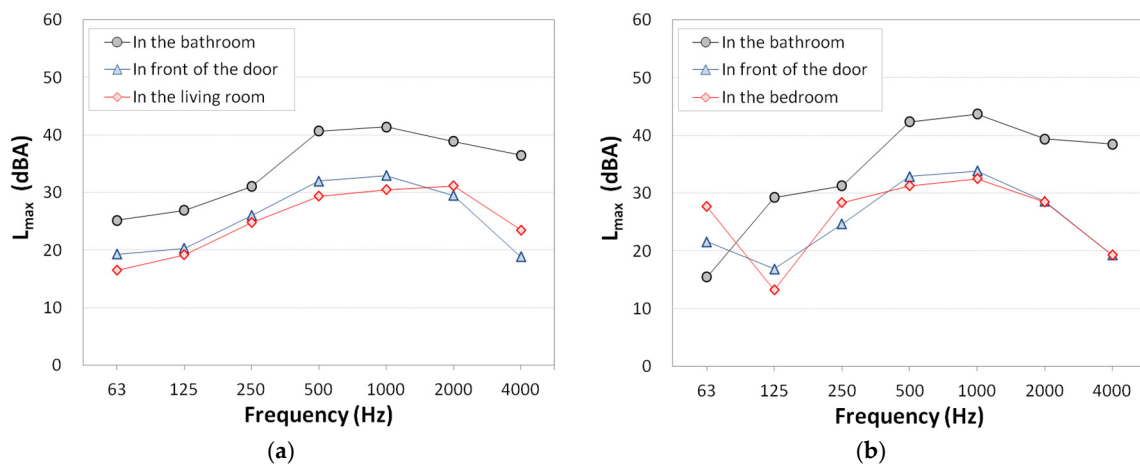 60
50
40
30
20
10
0
L_max (dBA)
In the bathroom
In front of the door
In the living room
63 125 250 500 1000 2000 4000
Frequency (Hz)
(a)
60
50
40
30
20
10
0
L_max (dBA)
In the bathroom
In front of the door
In the bedroom
63 125 250 500 1000 2000 4000
Frequency (Hz)
(b)